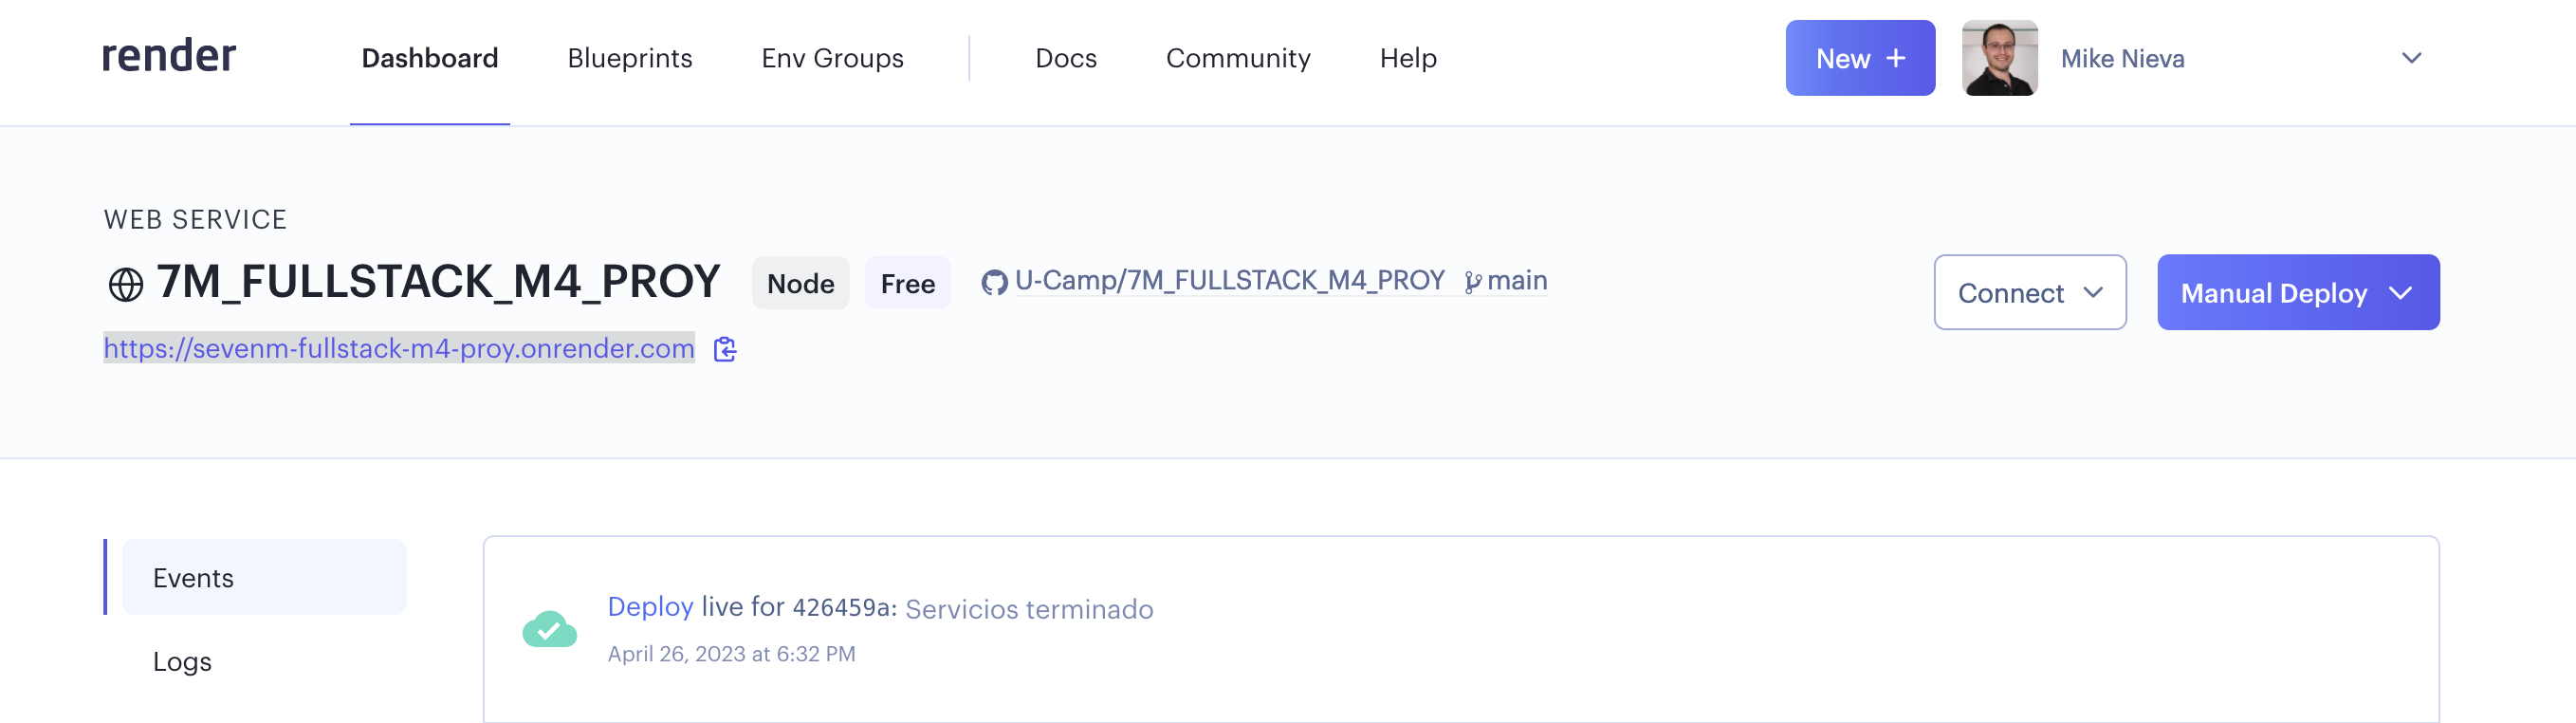 render Dashboard Blueprints Env Groups Docs Community Help New + Mike Nieva
WEB SERVICE
7M_FULLSTACK_M4_PROY Node Free U-Camp/7M_FULLSTACK_M4_PROY main
Connect Manual Deploy
https://sevenm-fullstack-m4-proy.onrender.com
Events
Deploy live for 426459a: Servicios terminado
April 26, 2023 at 6:32 PM
Logs